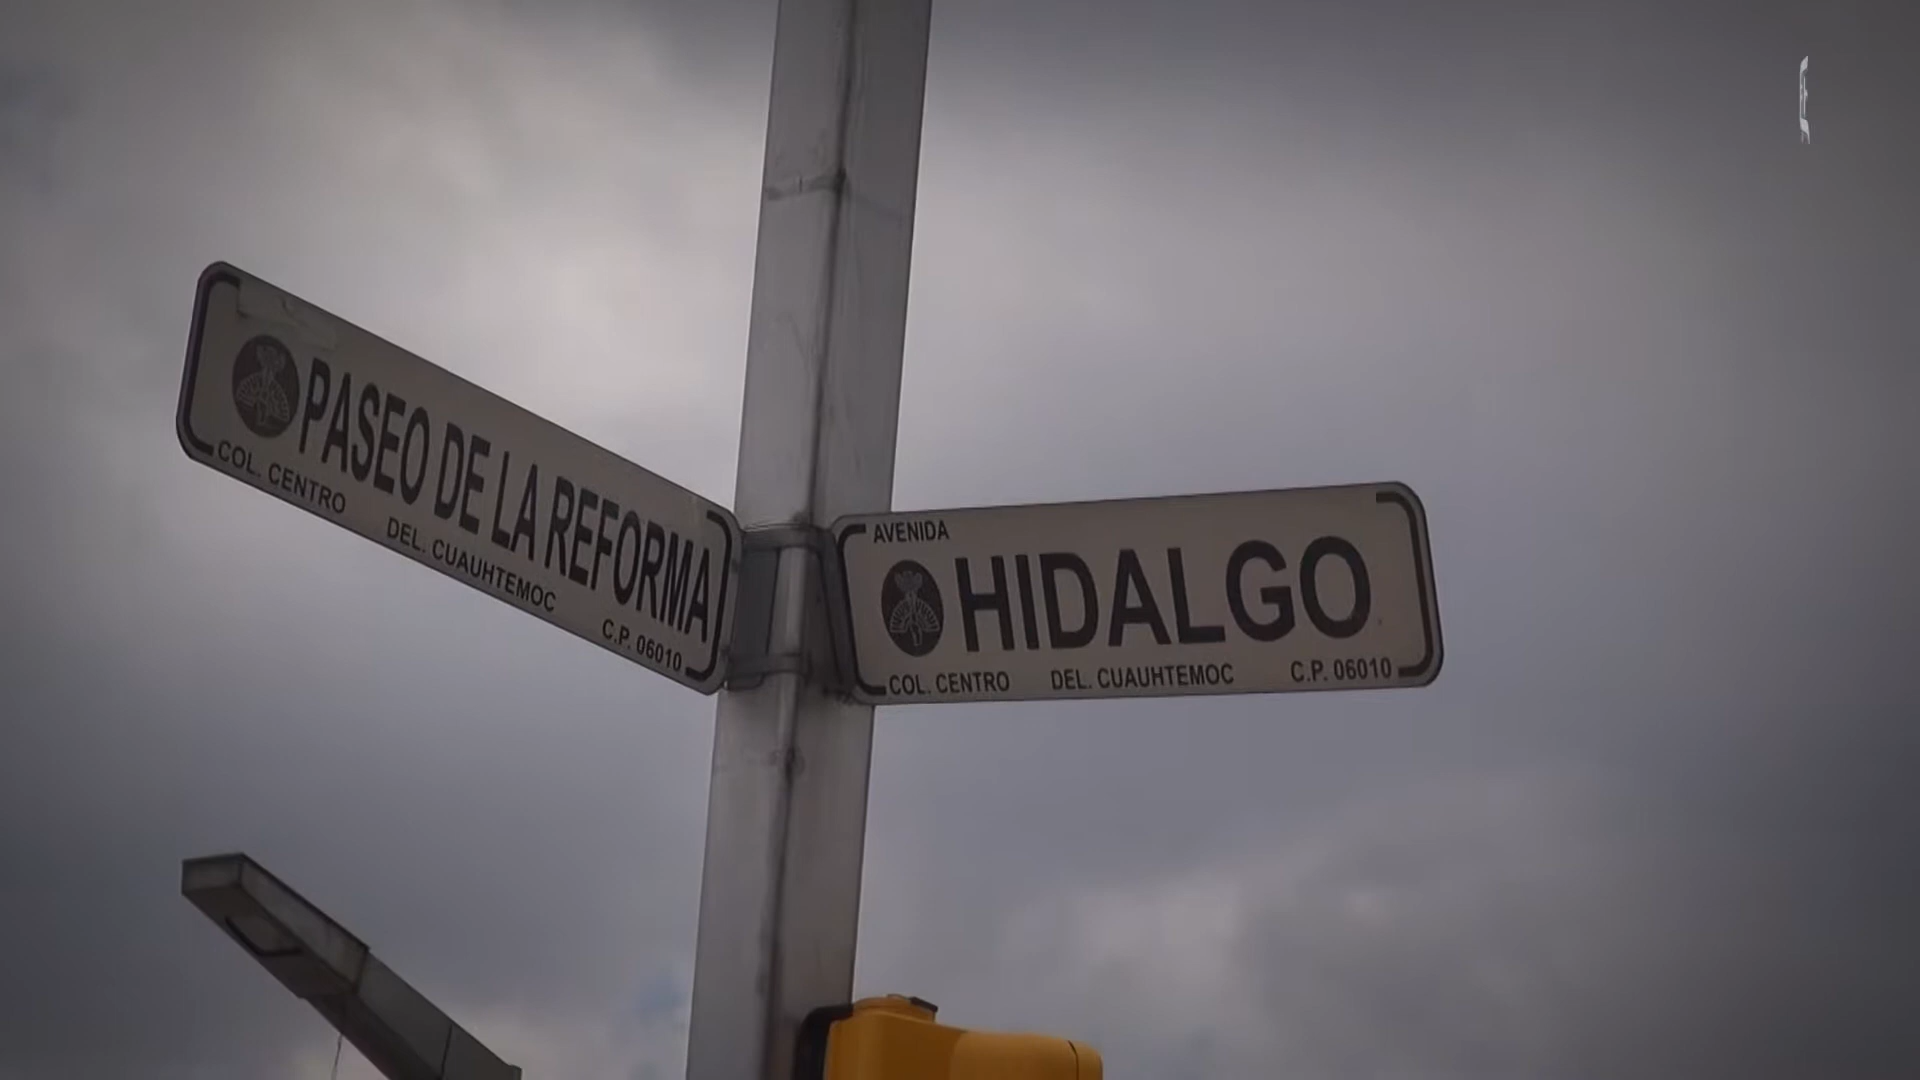 PASEO DE LA REFORMA
COL. CENTRO DEL. CUAUHTEMOC C.P. 06010
AVENIDA
HIDALGO
COL. CENTRO DEL. CUAUHTEMOC C.P. 06010